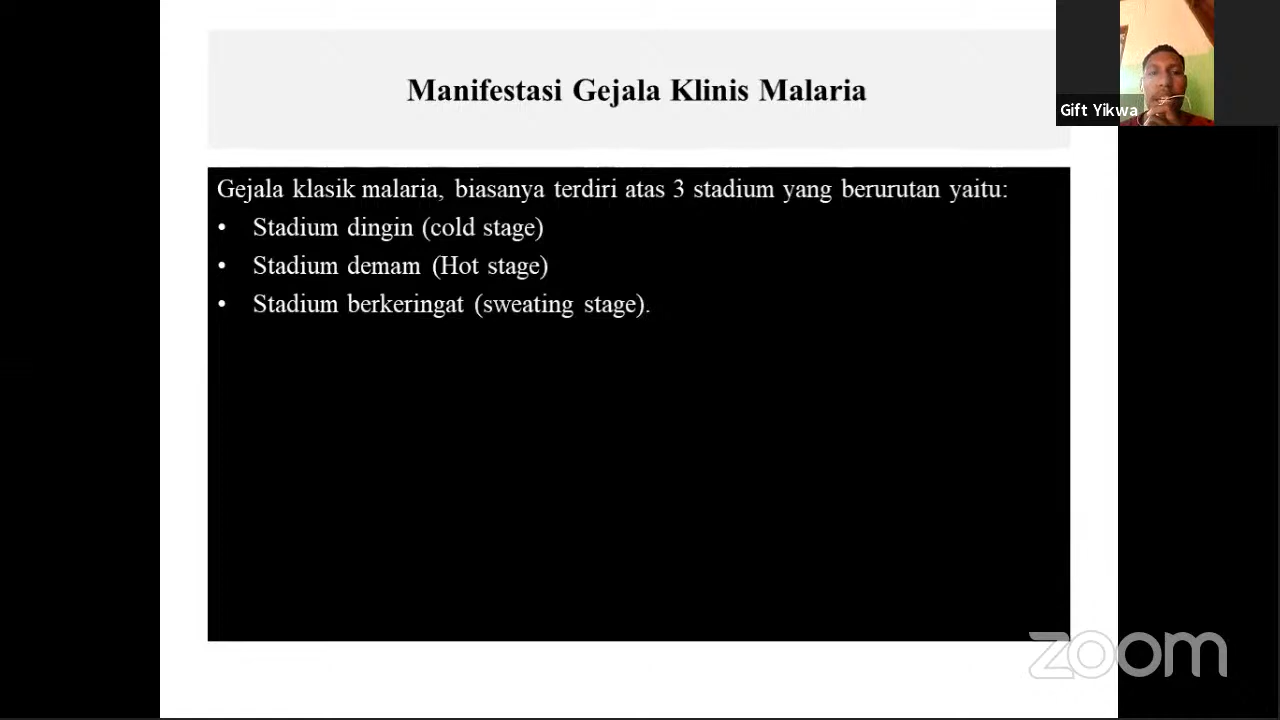 Manifestasi Gejala Klinis Malaria
Gift Yikwa
Gejala klasik malaria, biasanya terdiri atas 3 stadium yang berurutan yaitu:
• Stadium dingin (cold stage)
• Stadium demam (Hot stage)
• Stadium berkeringat (sweating stage).
zoom